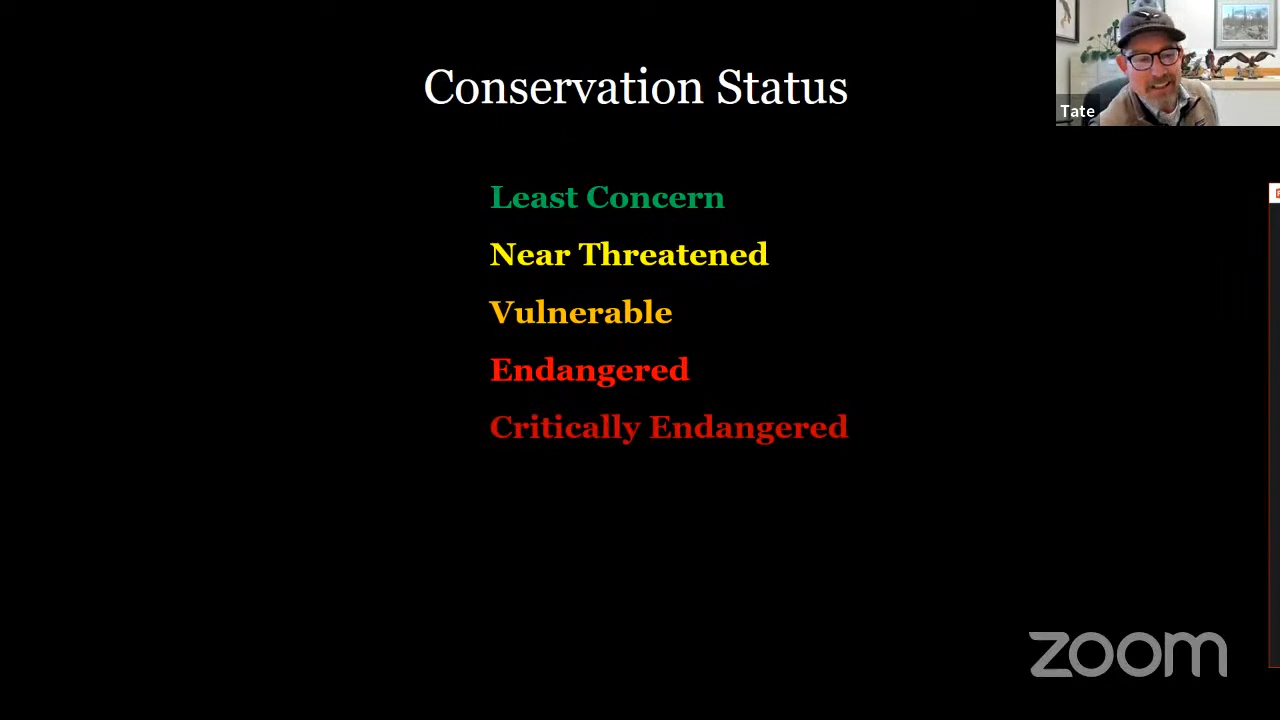 Conservation Status
Tate
Least Concern
Near Threatened
Vulnerable
Endangered
Critically Endangered
zoom